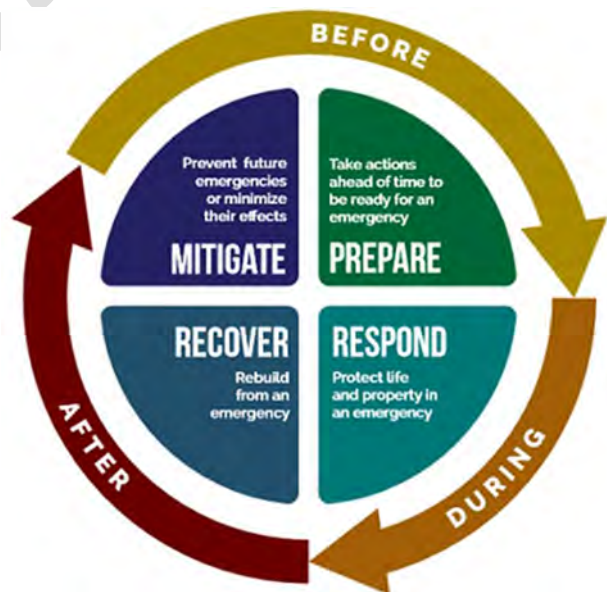 BEFORE
Prevent future
emergencies
or minimize
their effects
MITIGATE
Take actions
ahead of time to
be ready for an
emergency
PREPARE
RECOVER
Rebuild
from an
emergency
RESPOND
Protect life
and property in
an emergency
AFTER
DURING